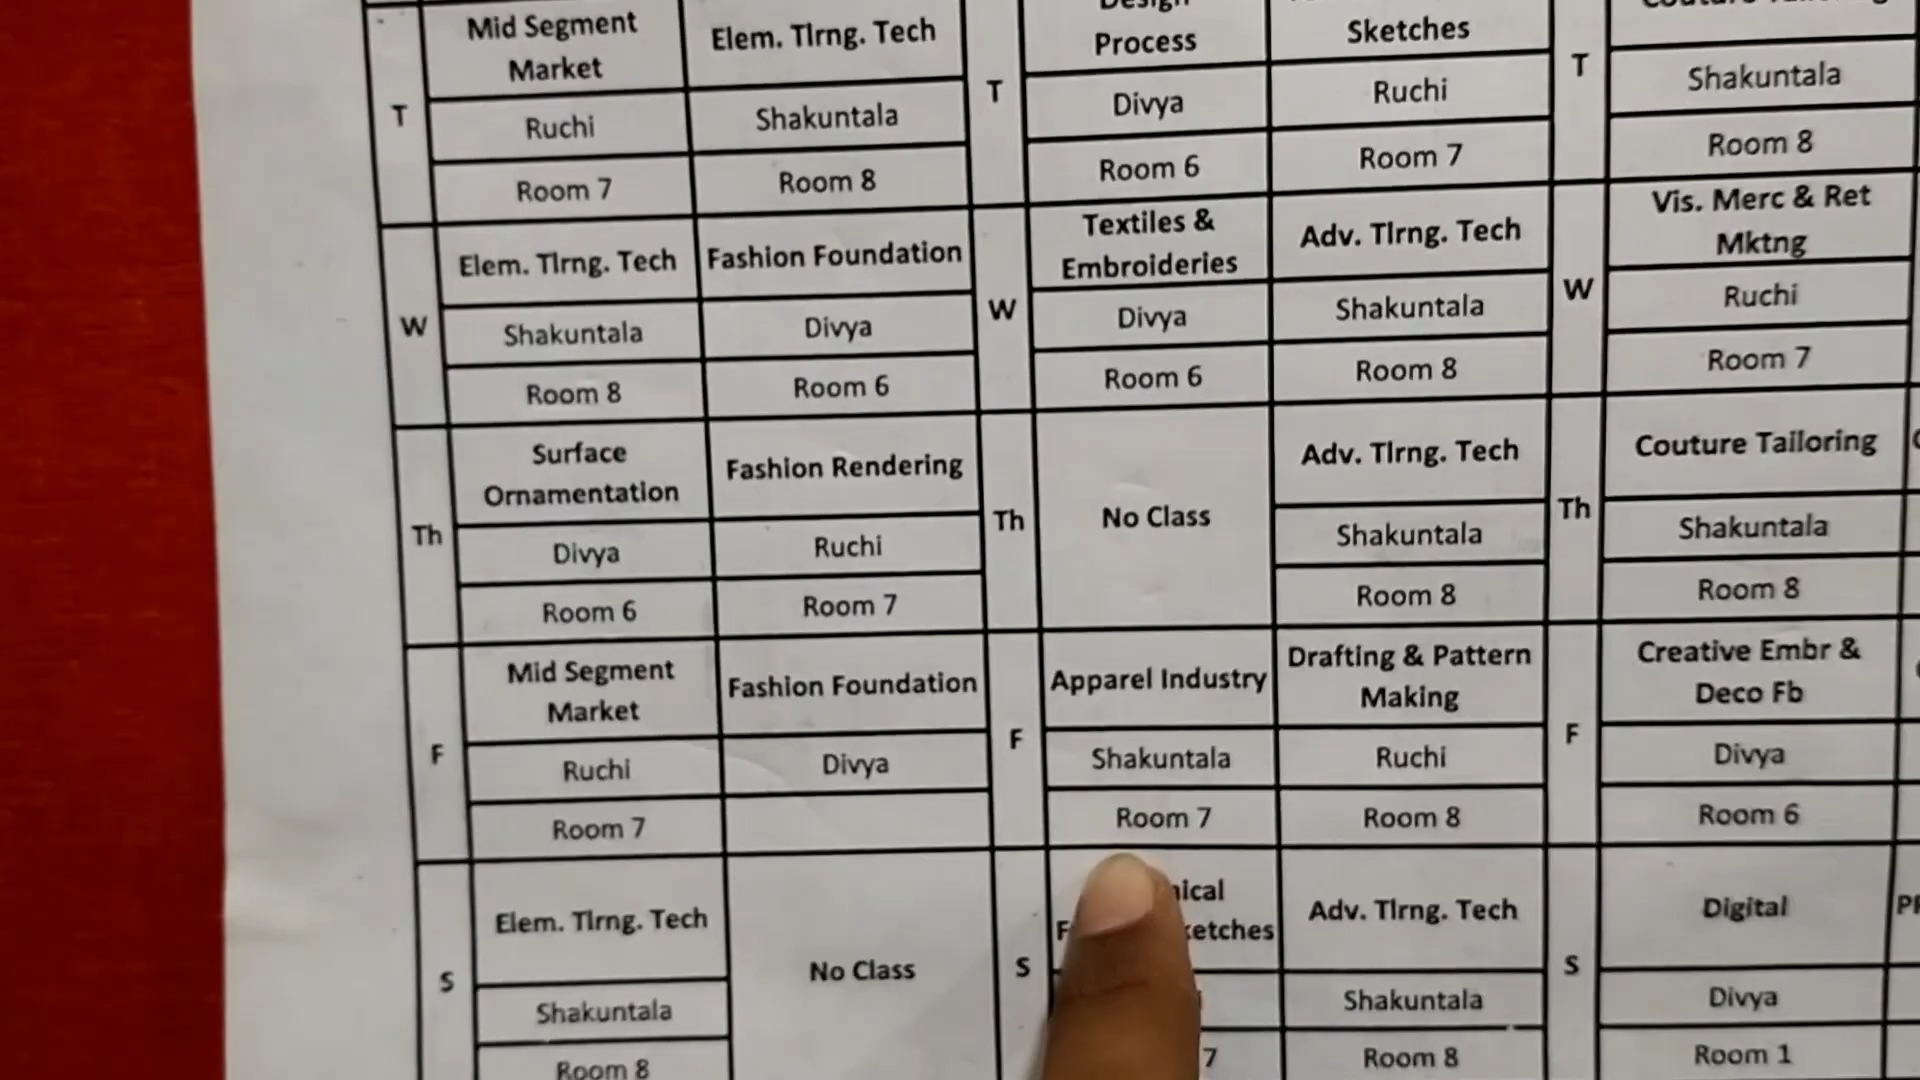 Mid Segment
Market
Elem. Tlrng. Tech
Process
Sketches
T
Ruchi
Shakuntala
T
Divya
Ruchi
T
Shakuntala
Room 7
Room 8
Room 6
Room 7
Room 8
W
Elem. Tlrng. Tech
Fashion Foundation
W
Textiles &
Embroideries
Adv. Tlrng. Tech
W
Vis. Merc & Ret
Mktng
Shakuntala
Divya
Divya
Shakuntala
Ruchi
Room 8
Room 6
Room 6
Room 8
Room 7
Th
Surface
Ornamentation
Fashion Rendering
Th
No Class
Adv. Tlrng. Tech
Th
Couture Tailoring
Divya
Ruchi
Shakuntala
Shakuntala
Room 6
Room 7
Room 8
Room 8
F
Mid Segment
Market
Fashion Foundation
F
Apparel Industry
Drafting & Pattern
Making
F
Creative Embr &
Deco Fb
Ruchi
Divya
Shakuntala
Ruchi
Divya
Room 7
Room 7
Room 8
Room 6
S
Elem. Tlrng. Tech
No Class
S
Adv. Tlrng. Tech
S
Digital
Shakuntala
Shakuntala
Divya
Room 8
7
Room 8
Room 1